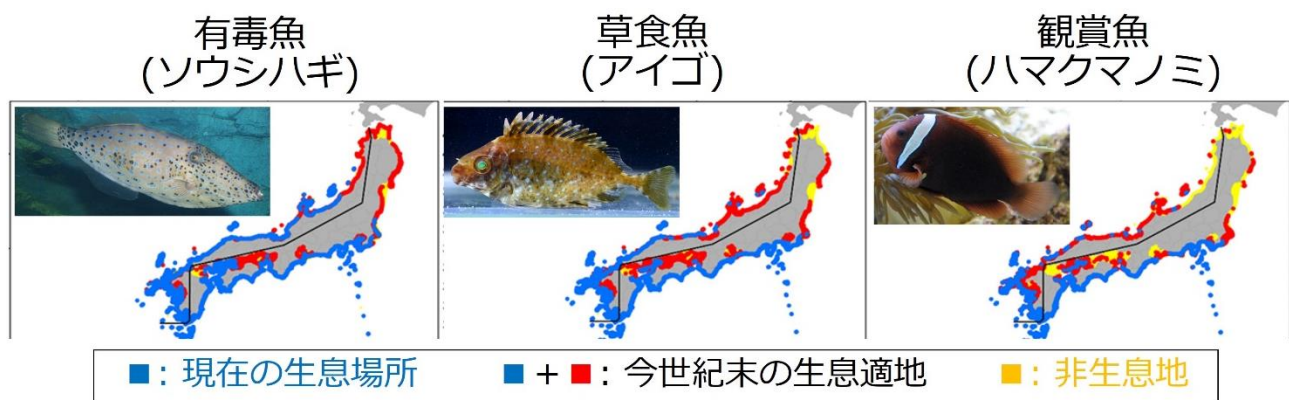 有毒魚
(ソウシハギ)
草食魚
(アイゴ)
観賞魚
(ハマクマノミ)
■：現在の生息場所
■＋■：今世紀末の生息適地
■：非生息地